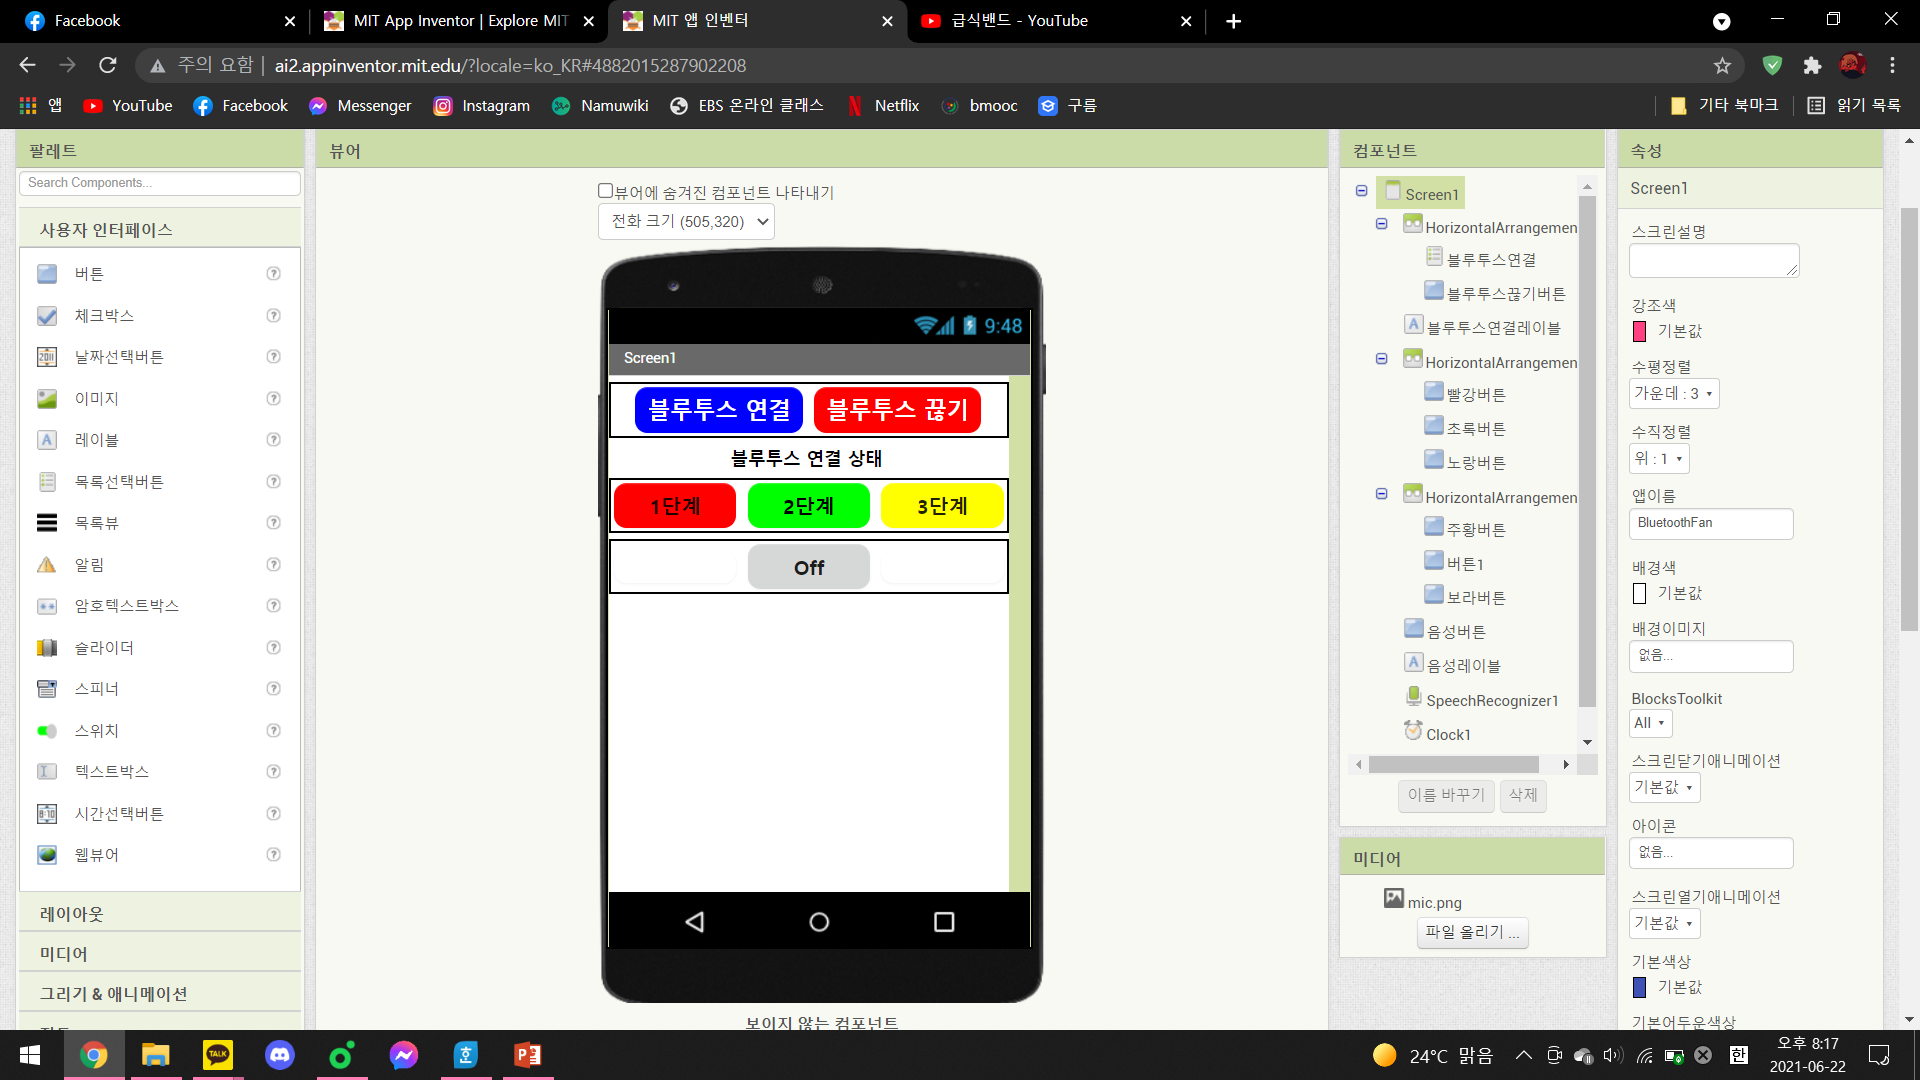 Facebook
MIT App Inventor | Explore MIT
MIT 앱 인벤터
급식밴드 - YouTube
주의 요함 | ai2.appinventor.mit.edu/?locale=ko_KR#4882015287902208
앱
YouTube
Facebook
Messenger
Instagram
Namuwiki
EBS 온라인 클래스
Netflix
bmooc
구름
기타 북마크
읽기 목록
팔레트
Search Components...
사용자 인터페이스
버튼
체크박스
날짜선택버튼
이미지
레이블
목록선택버튼
목록뷰
알림
암호텍스트박스
슬라이더
스피너
스위치
텍스트박스
시간선택버튼
웹뷰어
레이아웃
미디어
그리기 & 애니메이션
뷰어
뷰어에 숨겨진 컴포넌트 나타내기
전화 크기 (505,320)
9:48
Screen1
블루투스 연결
블루투스 끊기
블루투스 연결 상태
1단계
2단계
3단계
Off
보이지 않는 컴포넌트
컴포넌트
Screen1
HorizontalArrangemen
블루투스연결
블루투스끊기버튼
블루투스연결레이블
HorizontalArrangemen
빨강버튼
초록버튼
노랑버튼
HorizontalArrangemen
주황버튼
버튼1
보라버튼
음성버튼
음성레이블
SpeechRecognizer1
Clock1
이름 바꾸기
삭제
미디어
mic.png
파일 올리기 ...
속성
Screen1
스크린설명
강조색
기본값
수평정렬
가운데 : 3
수직정렬
위 : 1
앱이름
BluetoothFan
배경색
기본값
배경이미지
없음...
BlocksToolkit
All
스크린닫기애니메이션
기본값
아이콘
없음...
스크린열기애니메이션
기본값
기본색상
기본값
기본어두운색상
TALK
24°C 맑음
한
오후 8:17
2021-06-22